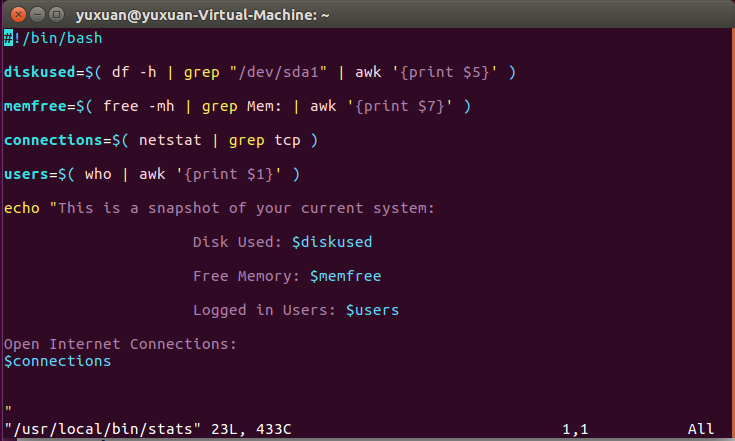 yuxuan@yuxuan-Virtual-Machine: ~
#!/bin/bash
diskused=$( df -h | grep "/dev/sda1" | awk '{print $5}' )
memfree=$( free -mh | grep Mem: | awk '{print $7}' )
connections=$( netstat | grep tcp )
users=$( who | awk '{print $1}' )
echo "This is a snapshot of your current system:
Disk Used: $diskused
Free Memory: $memfree
Logged in Users: $users
Open Internet Connections:
$connections
"
"/usr/local/bin/stats" 23L, 433C 1,1 All